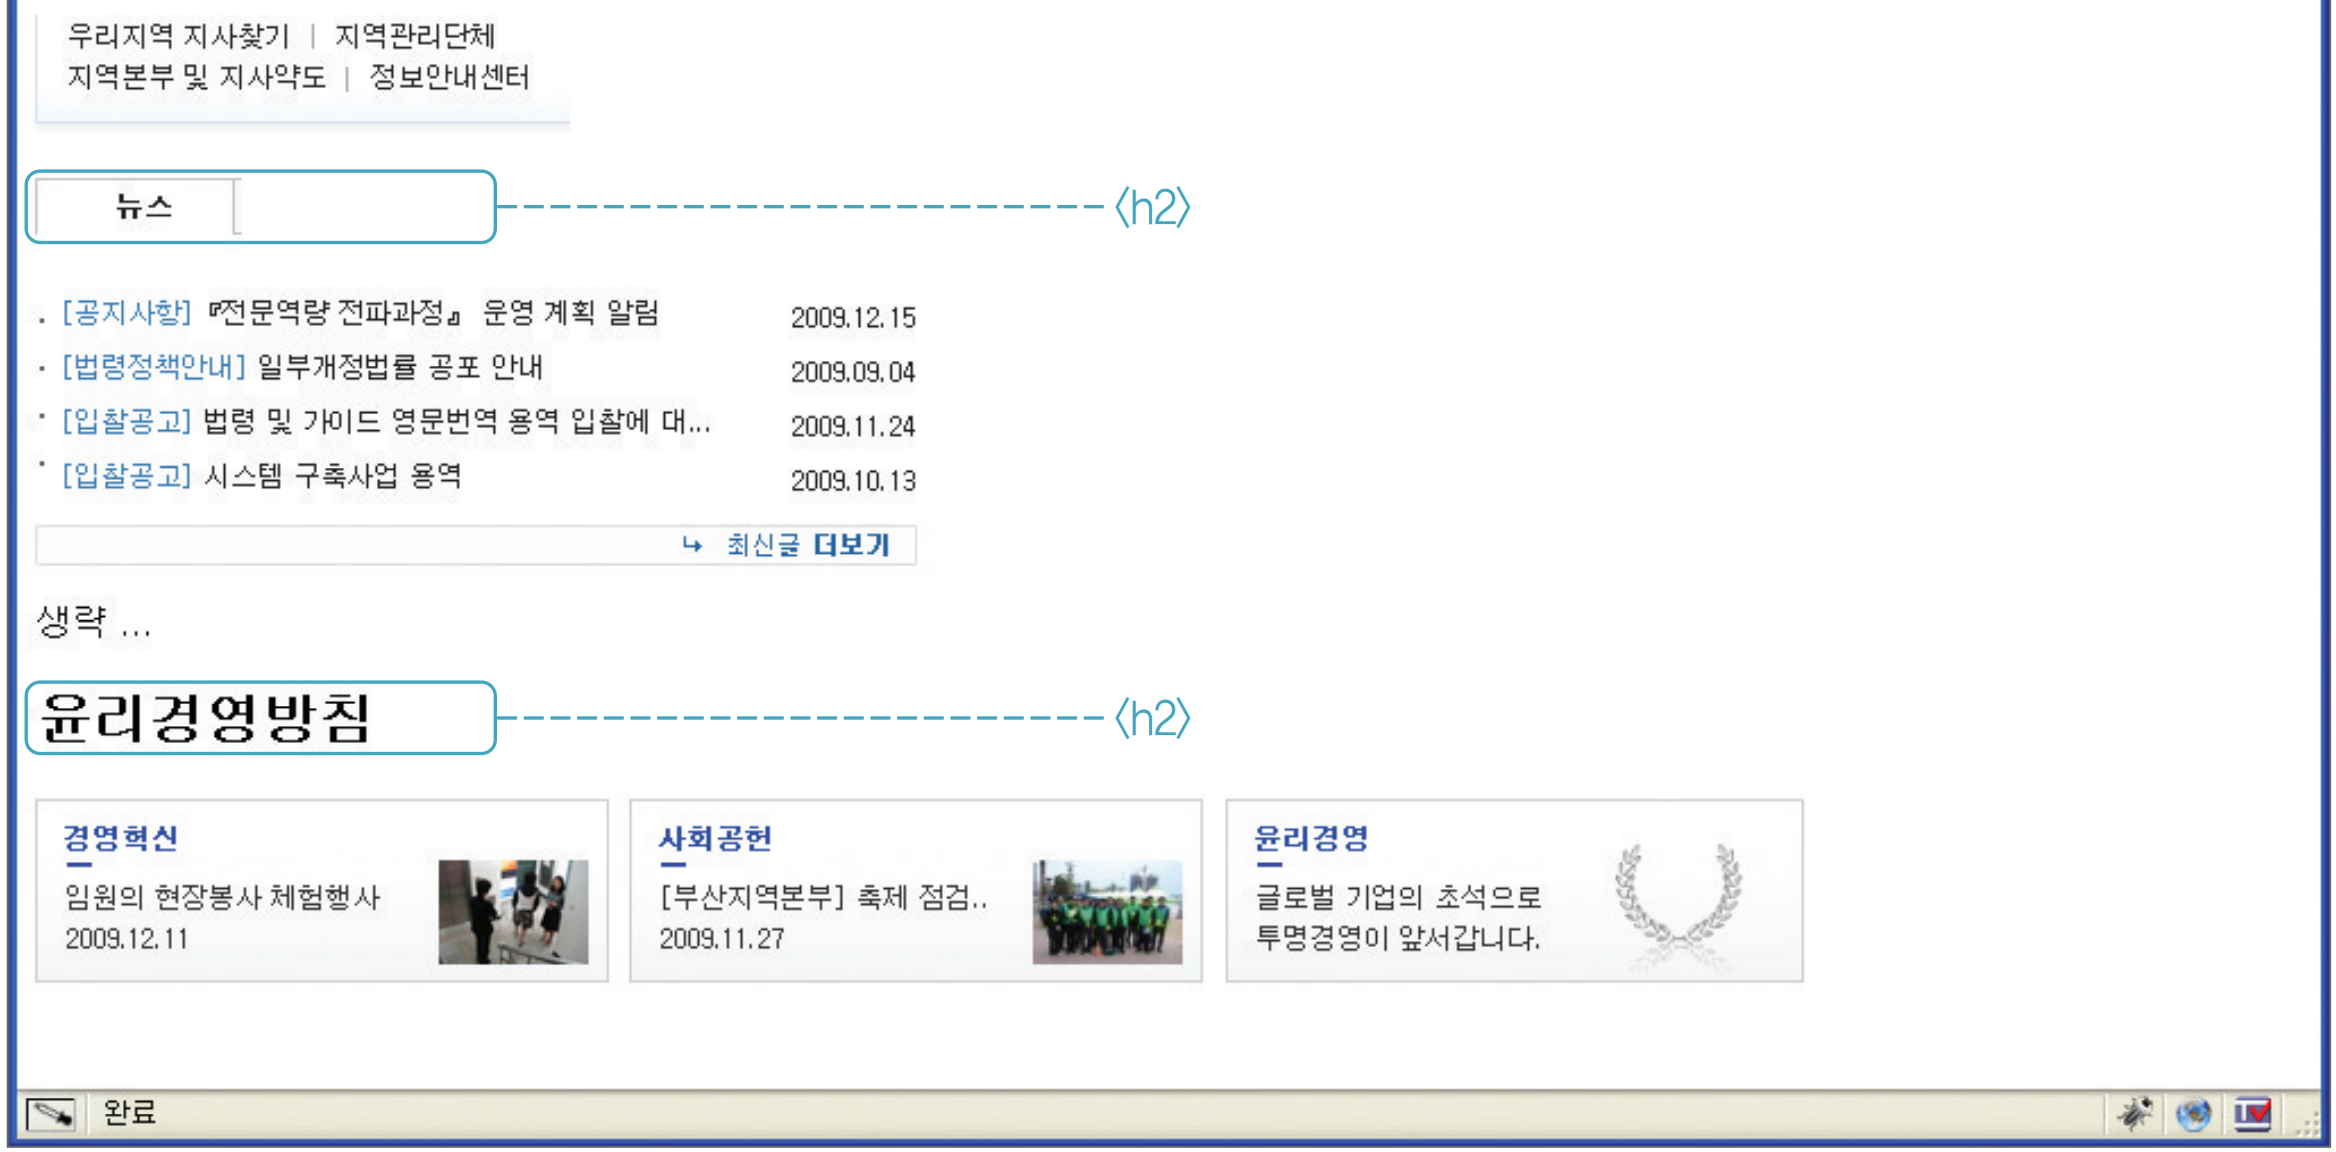 우리지역 지사찾기 | 지역관리단체
지역본부 및 지사약도 | 정보안내센터
뉴스
〈h2〉
. [공지사항] 『전문역량 전파과정』 운영 계획 알림 2009.12.15
· [법령정책안내] 일부개정법률 공포 안내 2009.09.04
· [입찰공고] 법령 및 가이드 영문번역 용역 입찰에 대... 2009.11.24
· [입찰공고] 시스템 구축사업 용역 2009.10.13
↳ 최신글 더보기
생략 ...
윤리경영방침
〈h2〉
경영혁신
임원의 현장봉사 체험행사
2009.12.11
사회공헌
[부산지역본부] 축제 점검..
2009.11.27
윤리경영
글로벌 기업의 초석으로
투명경영이 앞서갑니다.
완료